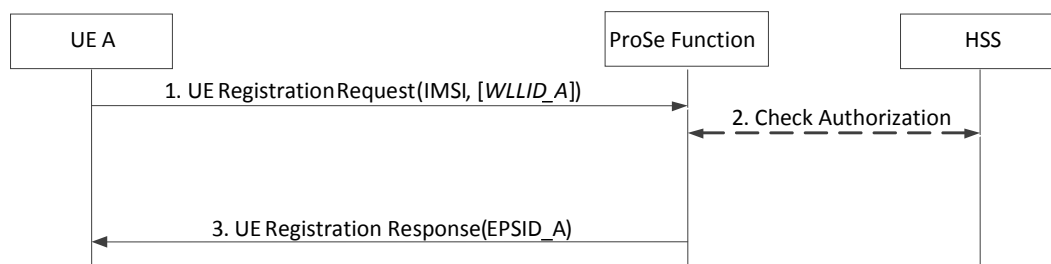 UE A
ProSe Function
HSS
1. UE Registration Request(IMSI, [WLLID_A])
2. Check Authorization
3. UE Registration Response(EPSID_A)